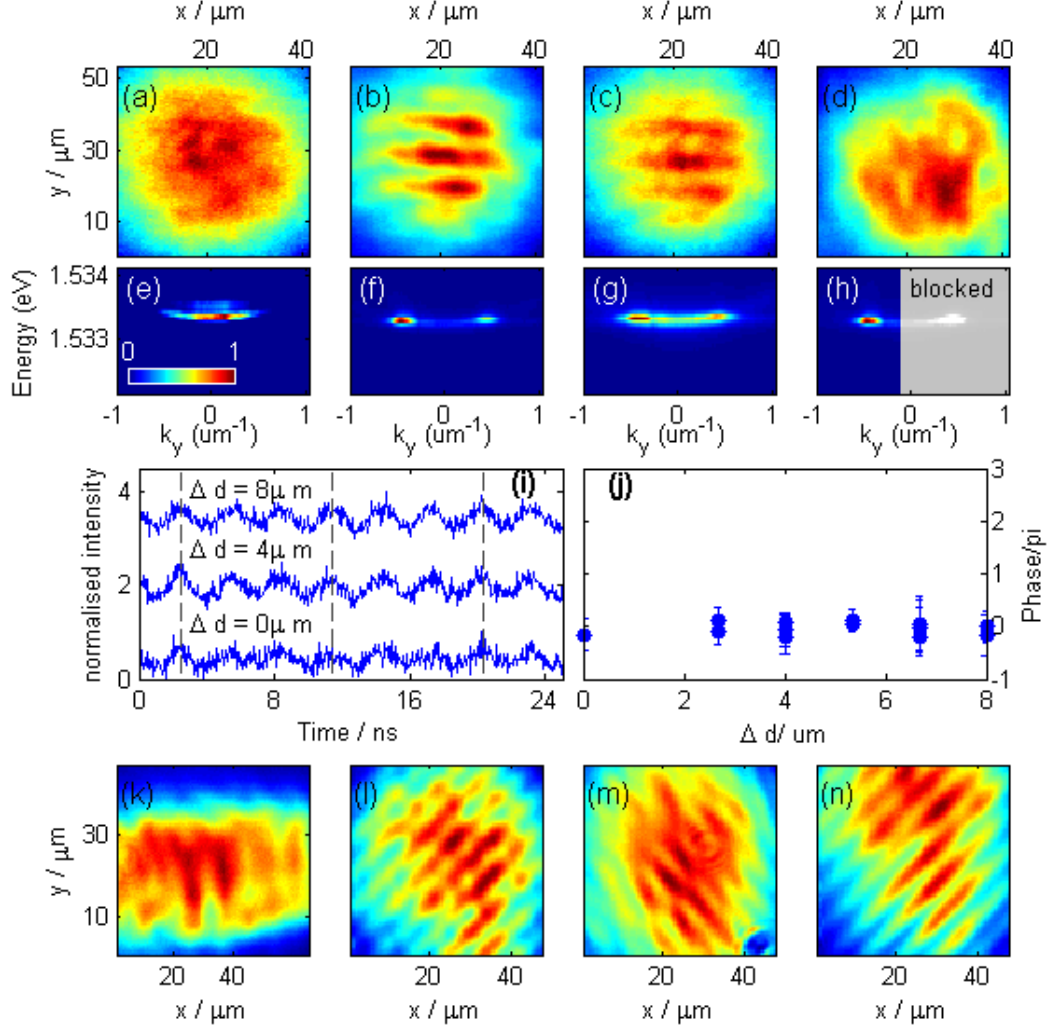 x / μm x / μm x / μm x / μm
20 40 20 40 20 40 20 40
(a) (b) (c) (d)
50
30
10
y / μm
(e) (f) (g) (h) blocked
1.534
1.533
Energy (eV)
0 1
-1 0 1 -1 0 1 -1 0 1 -1 0 1
k_y (um⁻¹) k_y (um⁻¹) k_y (um⁻¹) k_y (um⁻¹)
(i) (j)
Δ d = 8μ m
Δ d = 4μ m
Δ d = 0μ m
4
2
0
normalised intensity
3
2
1
0
-1
Phase/pi
0 8 16 24 0 2 4 6 8
Time / ns Δ d/ um
(k) (l) (m) (n)
30
10
y / μm
20 40 20 40 20 40 20 40
x / μm x / μm x / μm x / μm